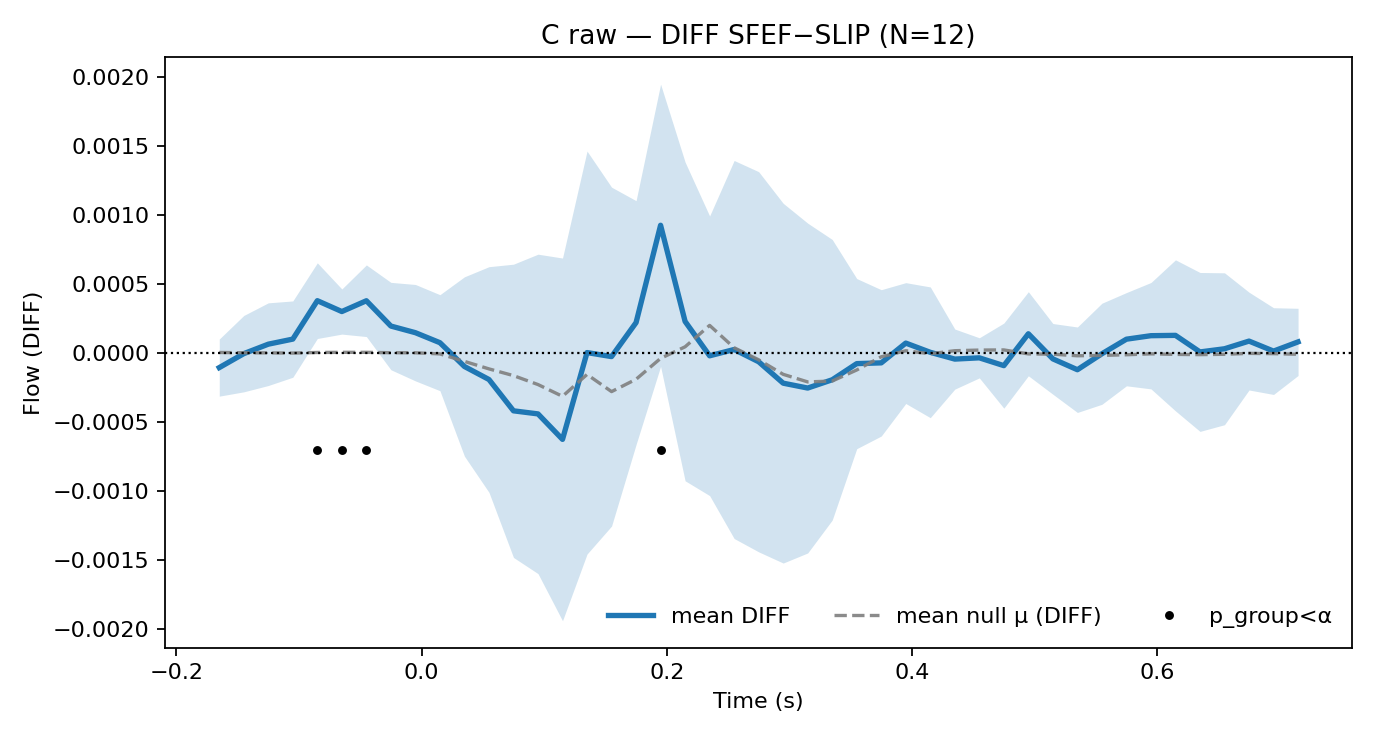 C raw — DIFF SFEF−SLIP (N=12)
0.0020
0.0015
0.0010
0.0005
0.0000
−0.0005
−0.0010
−0.0015
−0.0020
Flow (DIFF)
mean DIFF
mean null μ (DIFF)
p_group<α
−0.2
0.0
0.2
0.4
0.6
Time (s)